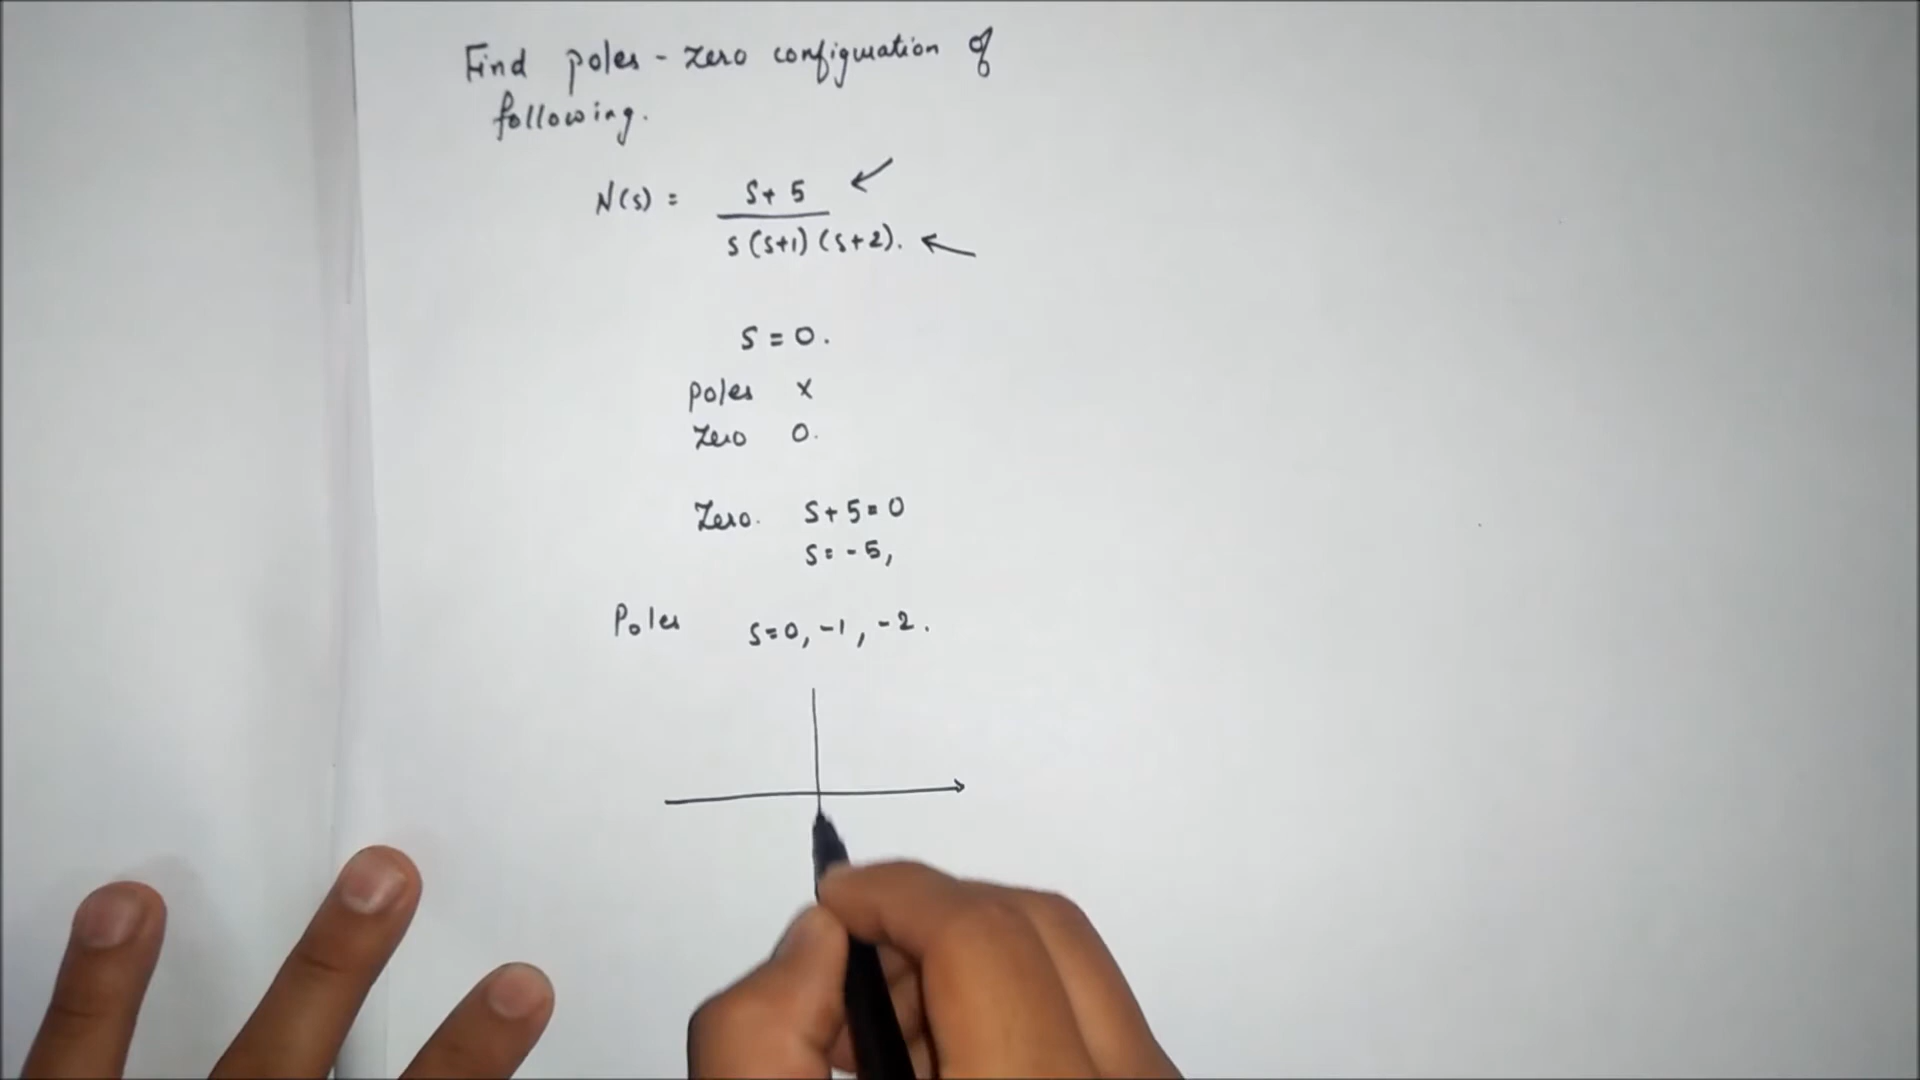 Find poles - zero configuration of
following.
N(s) = s+5
s(s+1)(s+2).
s = 0.
poles x
zero 0.
Zero. s+5=0
s= -5,
Poles s=0, -1, -2.